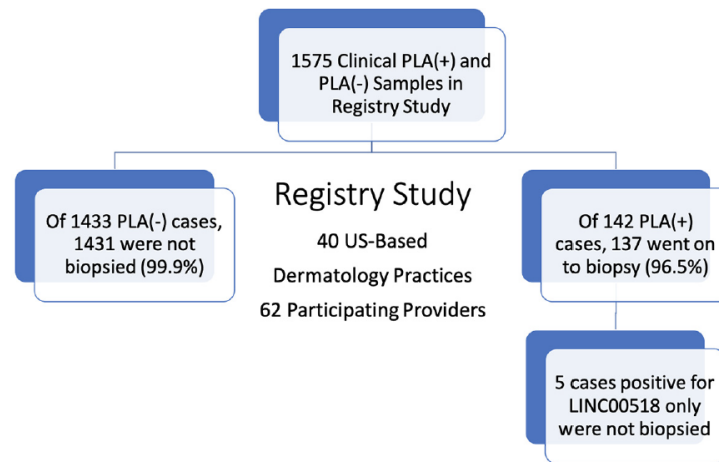 1575 Clinical PLA(+) and
PLA(-) Samples in
Registry Study
Of 1433 PLA(-) cases,
1431 were not
biopsied (99.9%)
Registry Study
40 US-Based
Dermatology Practices
62 Participating Providers
Of 142 PLA(+)
cases, 137 went on
to biopsy (96.5%)
5 cases positive for
LINC00518 only
were not biopsied